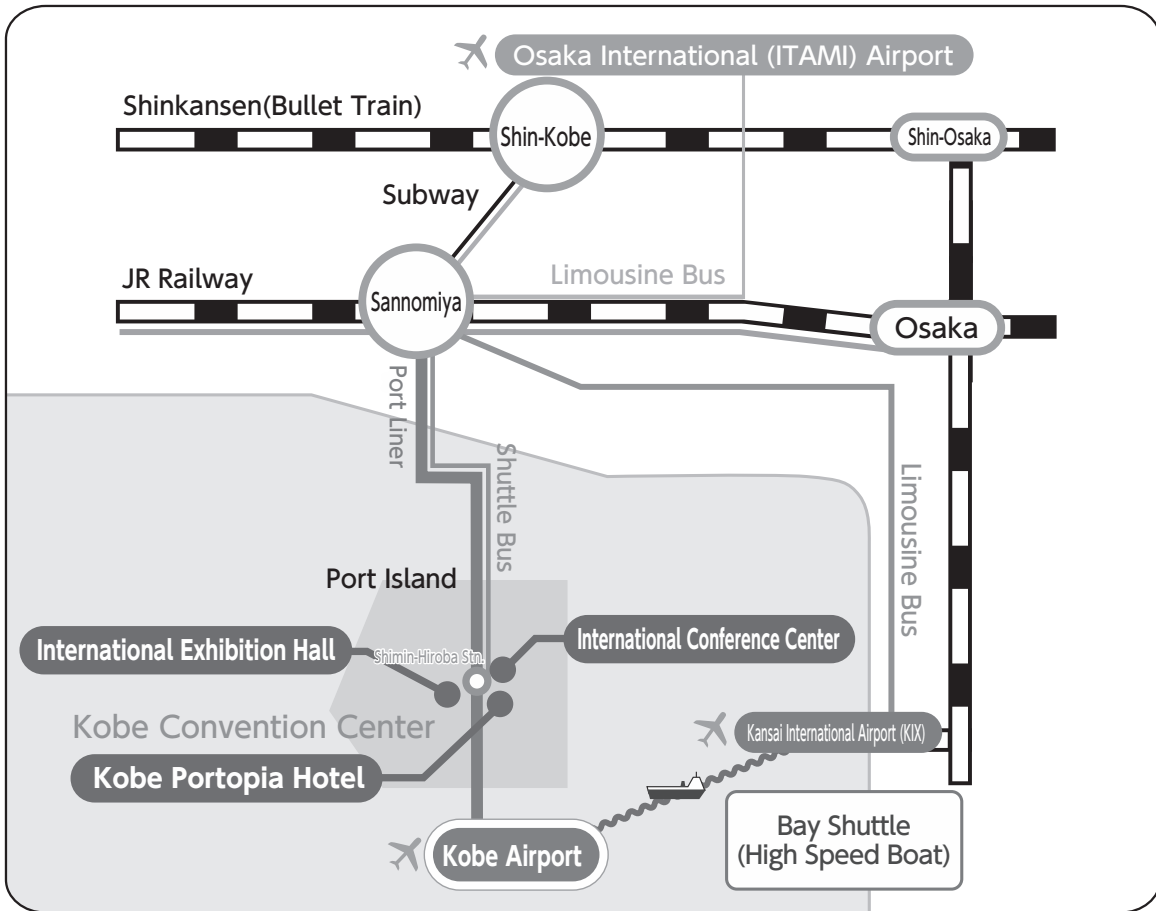 Osaka International (ITAMI) Airport
Shinkansen(Bullet Train)
Shin-Kobe
Shin-Osaka
Subway
JR Railway
Limousine Bus
Sannomiya
Osaka
Port Liner
Shuttle Bus
Limousine Bus
Port Island
International Exhibition Hall
International Conference Center
Shimin-Hiroba Stn.
Kobe Convention Center
Kansai International Airport (KIX)
Kobe Portopia Hotel
Bay Shuttle
(High Speed Boat)
Kobe Airport